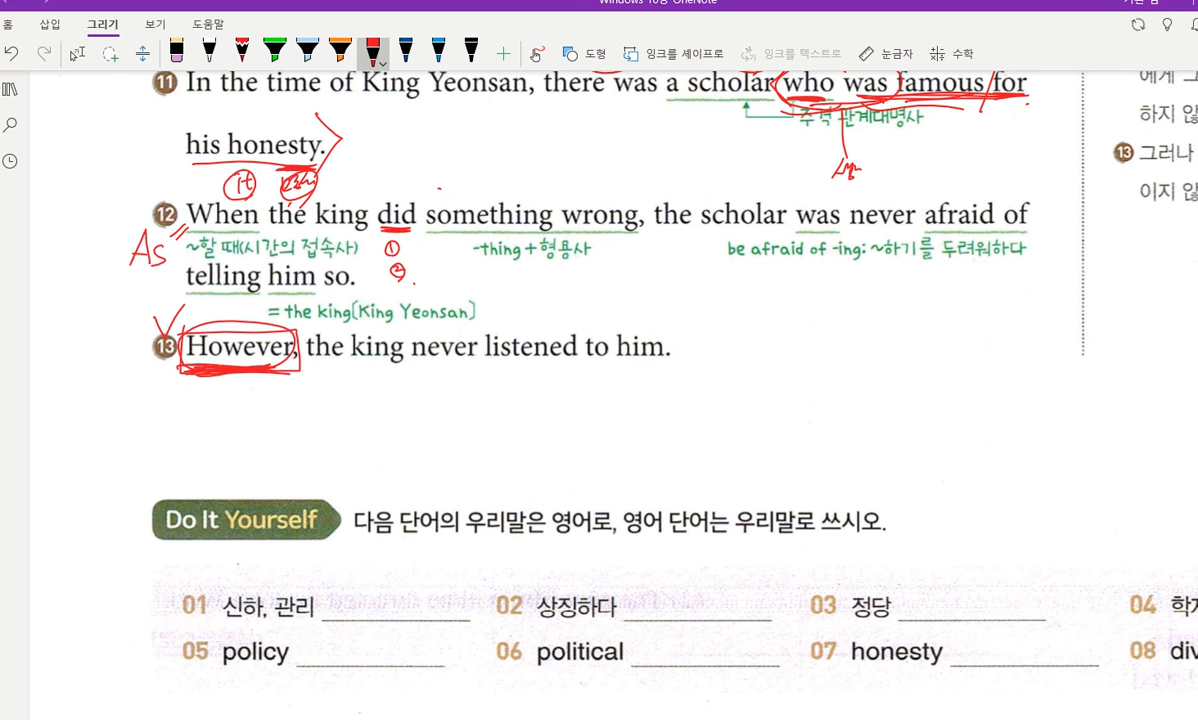 Windows 10용 OneNote
홈 삽입 그리기 보기 도움말
도형 잉크를 셰이프로 잉크를 텍스트로 눈금자 수학
11 In the time of King Yeonsan, there was a scholar who was famous for
주격 관계대명사
his honesty.
it
12 When the king did something wrong, the scholar was never afraid of
As ~할 때(시간의 접속사) ① -thing + 형용사 be afraid of -ing: ~하기를 두려워하다
②
telling him so.
= the king(King Yeonsan)
13 However, the king never listened to him.
에게 그
하지 않
13 그러나
이지 않
Do It Yourself 다음 단어의 우리말은 영어로, 영어 단어는 우리말로 쓰시오.
01 신하, 관리 02 상징하다 03 정당 04
05 policy 06 political 07 honesty 08 div